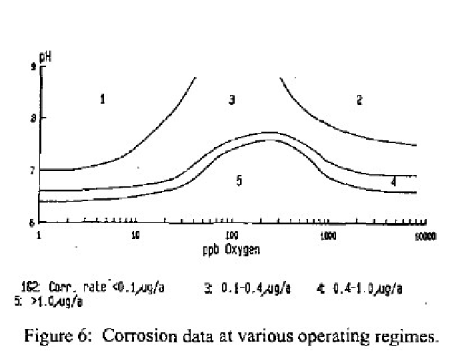 pH
9
1
3
2
8
7
5
4
6
1
10
100
1000
10000
ppb Oxygen
1&2: Corr. rate <0.1µg/a 3: 0.1-0.4µg/a 4: 0.4-1.0µg/a
5: >1.0µg/a
Figure 6: Corrosion data at various operating regimes.